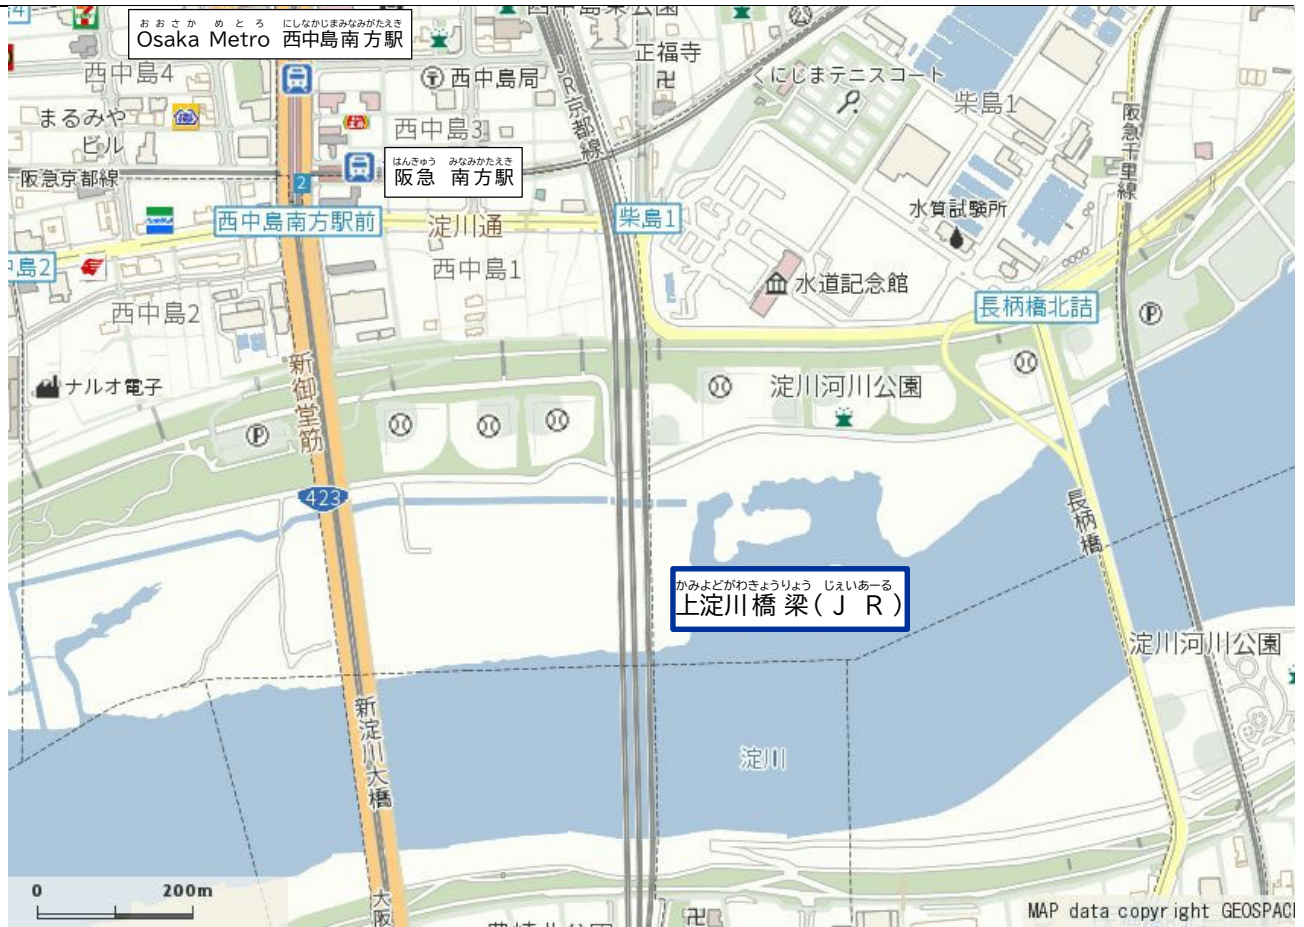 おおさか めとろ にしなかじまみなみがたえき
Osaka Metro 西中島南方駅
西中島4
まるみや
ビル
西中島局
西中島3
JR京都線
正福寺
くにじまテニスコート
柴島1
阪急千里線
はんきゅう みなみかたえき
阪急 南方駅
阪急京都線
2
西中島南方駅前
淀川通
柴島1
水質試験所
西中島1
西中島2
水道記念館
長柄橋北詰
P
ナルオ電子
新御堂筋
P
淀川河川公園
423
長柄橋
かみよどがわきょうりょう じぇいあーる
上淀川橋梁(JR)
淀川河川公園
新淀川大橋
淀川
0 200m
大阪
MAP data copyright GEOSPAC